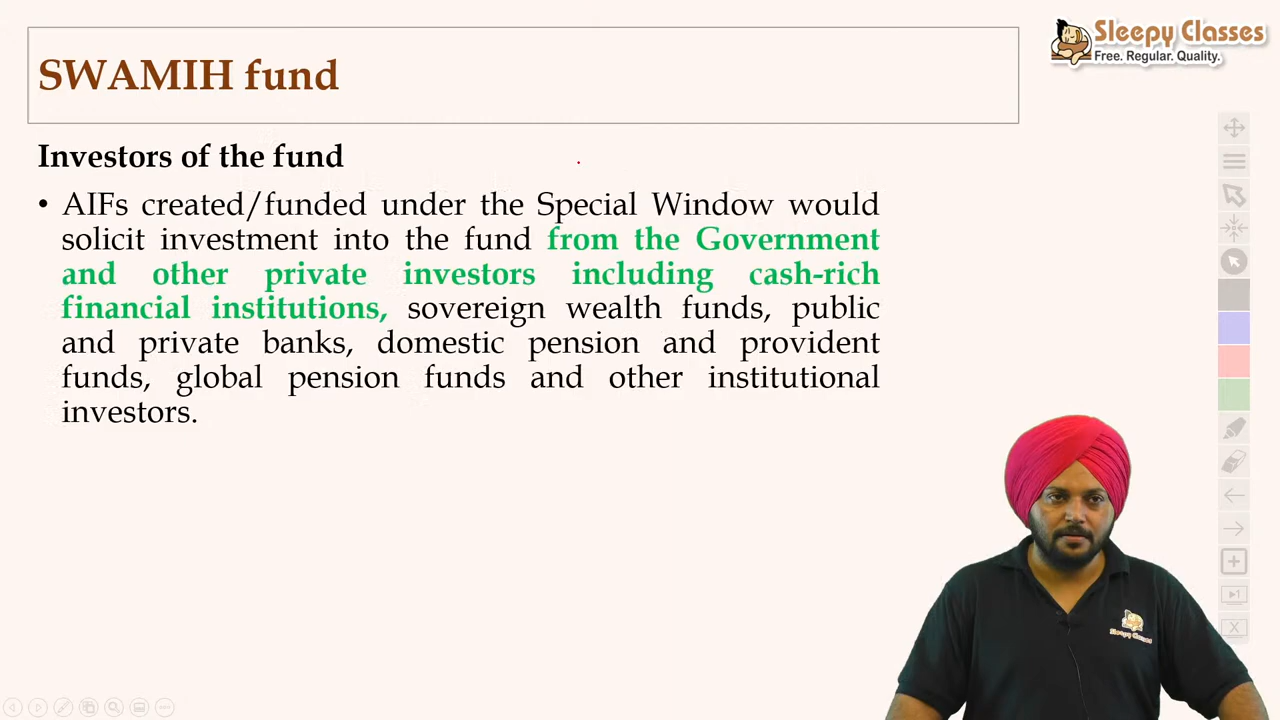 Sleepy Classes
Free. Regular. Quality.
SWAMIH fund
Investors of the fund
• AIFs created/funded under the Special Window would
solicit investment into the fund from the Government
and other private investors including cash-rich
financial institutions, sovereign wealth funds, public
and private banks, domestic pension and provident
funds, global pension funds and other institutional
investors.
Sleepy Classes